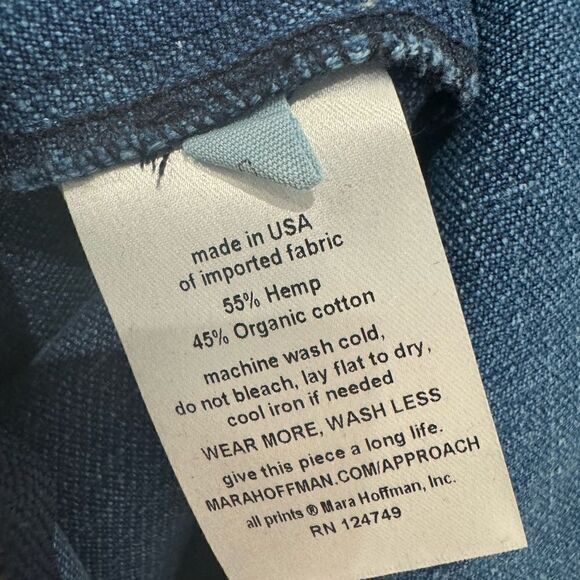 made in USA
of imported fabric
55% Hemp
45% Organic cotton
machine wash cold,
do not bleach, lay flat to dry,
cool iron if needed
WEAR MORE, WASH LESS
give this piece a long life.
MARAHOFFMAN.COM/APPROACH
all prints ® Mara Hoffman, Inc.
RN 124749